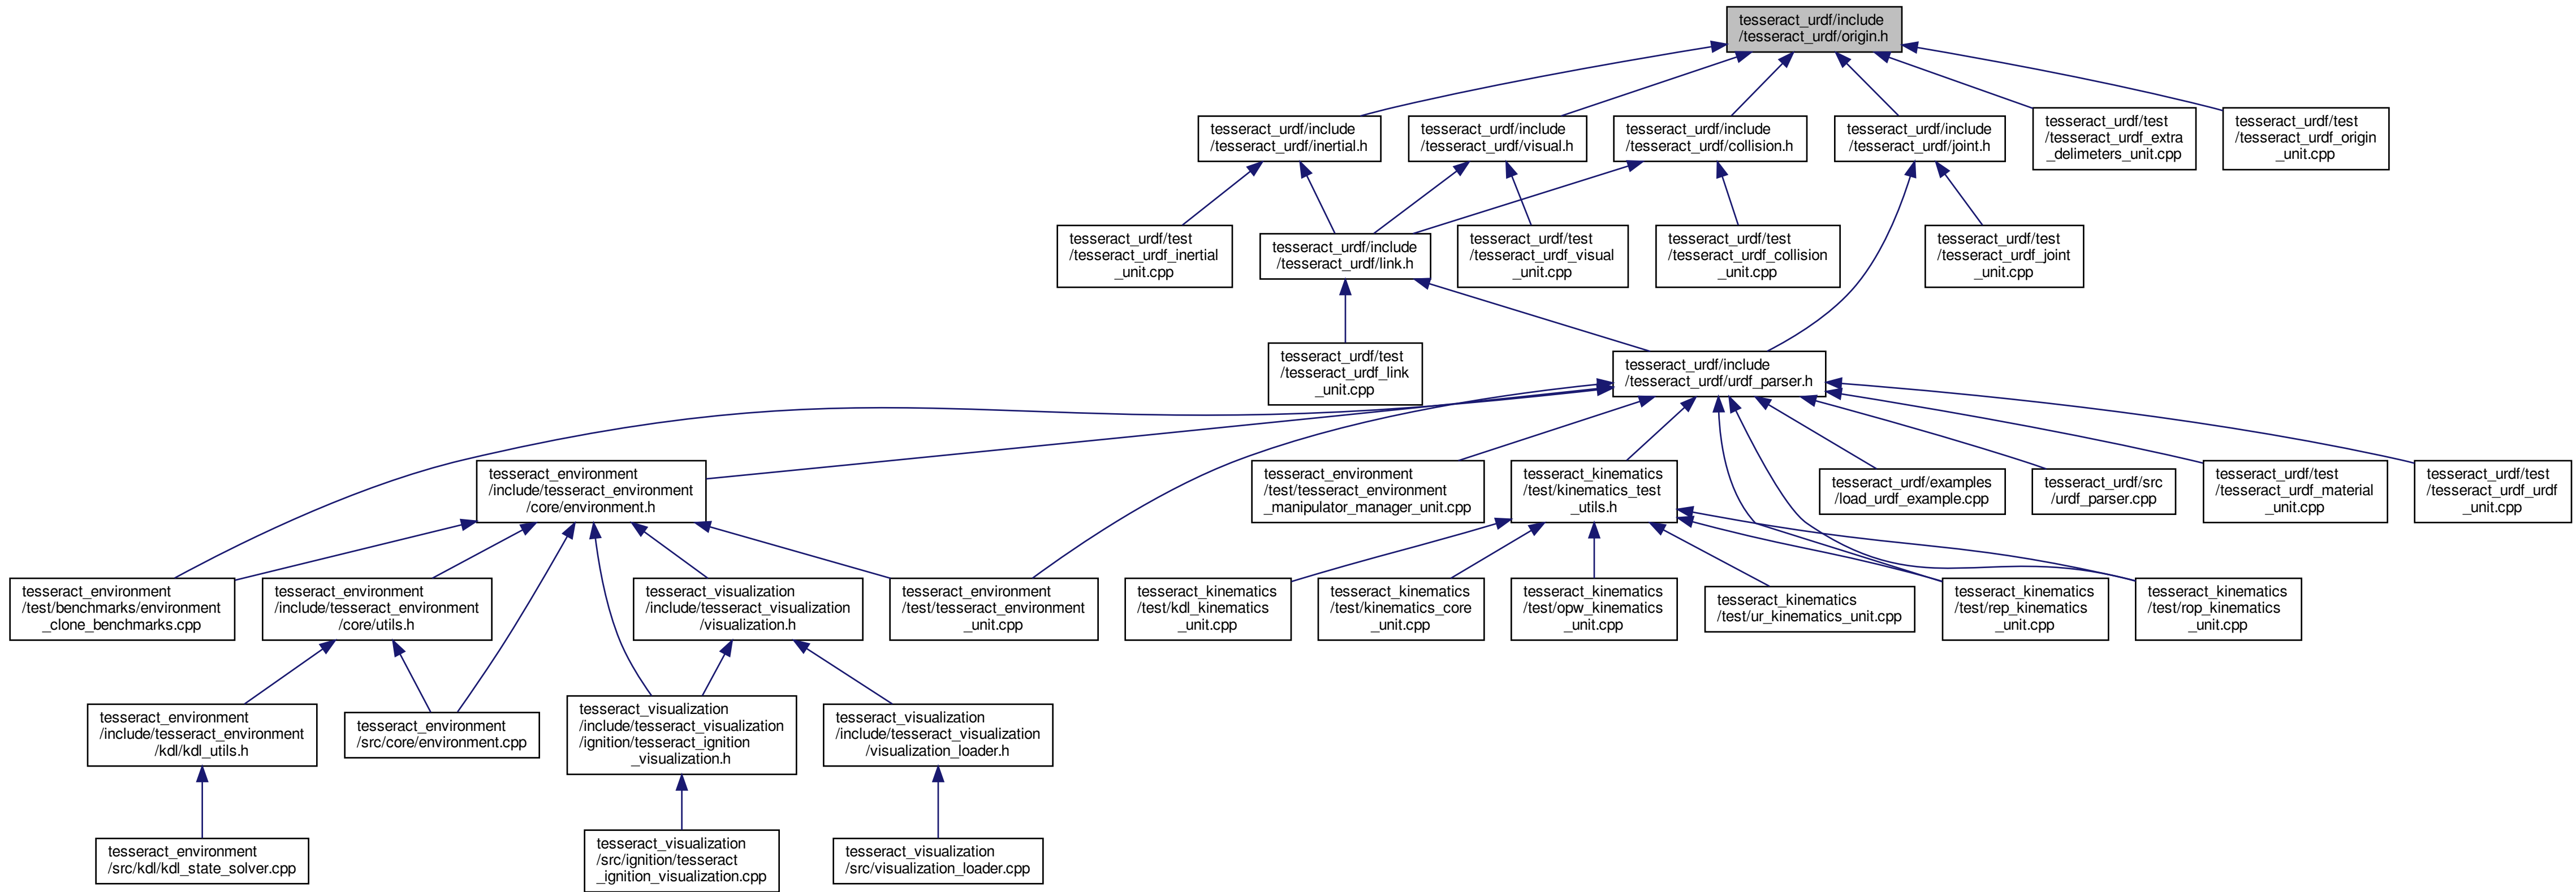 tesseract_urdf/include
/tesseract_urdf/origin.h
tesseract_urdf/include
/tesseract_urdf/inertial.h
tesseract_urdf/include
/tesseract_urdf/visual.h
tesseract_urdf/include
/tesseract_urdf/collision.h
tesseract_urdf/include
/tesseract_urdf/joint.h
tesseract_urdf/test
/tesseract_urdf_extra
_delimeters_unit.cpp
tesseract_urdf/test
/tesseract_urdf_origin
_unit.cpp
tesseract_urdf/test
/tesseract_urdf_inertial
_unit.cpp
tesseract_urdf/include
/tesseract_urdf/link.h
tesseract_urdf/test
/tesseract_urdf_visual
_unit.cpp
tesseract_urdf/test
/tesseract_urdf_collision
_unit.cpp
tesseract_urdf/test
/tesseract_urdf_joint
_unit.cpp
tesseract_urdf/test
/tesseract_urdf_link
_unit.cpp
tesseract_urdf/include
/tesseract_urdf/urdf_parser.h
tesseract_environment
/include/tesseract_environment
/core/environment.h
tesseract_environment
/test/tesseract_environment
_manipulator_manager_unit.cpp
tesseract_kinematics
/test/kinematics_test
_utils.h
tesseract_urdf/examples
/load_urdf_example.cpp
tesseract_urdf/src
/urdf_parser.cpp
tesseract_urdf/test
/tesseract_urdf_material
_unit.cpp
tesseract_urdf/test
/tesseract_urdf_urdf
_unit.cpp
tesseract_environment
/test/benchmarks/environment
_clone_benchmarks.cpp
tesseract_environment
/include/tesseract_environment
/core/utils.h
tesseract_visualization
/include/tesseract_visualization
/visualization.h
tesseract_environment
/test/tesseract_environment
_unit.cpp
tesseract_kinematics
/test/kdl_kinematics
_unit.cpp
tesseract_kinematics
/test/kinematics_core
_unit.cpp
tesseract_kinematics
/test/opw_kinematics
_unit.cpp
tesseract_kinematics
/test/ur_kinematics_unit.cpp
tesseract_kinematics
/test/rep_kinematics
_unit.cpp
tesseract_kinematics
/test/rop_kinematics
_unit.cpp
tesseract_environment
/include/tesseract_environment
/kdl/kdl_utils.h
tesseract_environment
/src/core/environment.cpp
tesseract_visualization
/include/tesseract_visualization
/ignition/tesseract_ignition
_visualization.h
tesseract_visualization
/include/tesseract_visualization
/visualization_loader.h
tesseract_environment
/src/kdl/kdl_state_solver.cpp
tesseract_visualization
/src/ignition/tesseract
_ignition_visualization.cpp
tesseract_visualization
/src/visualization_loader.cpp